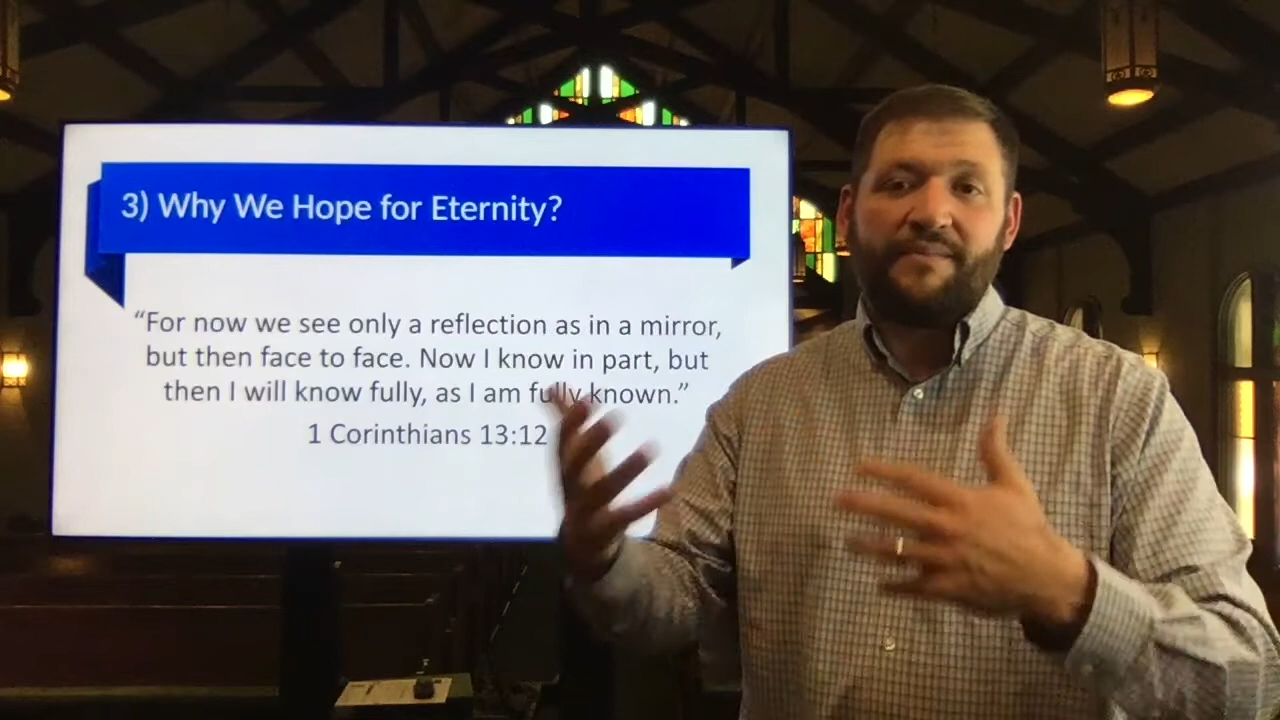 3) Why We Hope for Eternity?
“For now we see only a reflection as in a mirror,
but then face to face. Now I know in part, but
then I will know fully, as I am fully known.”
1 Corinthians 13:12